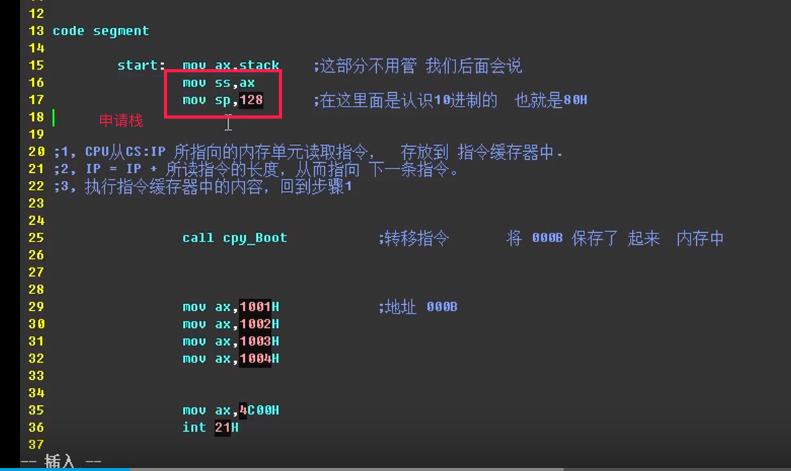 12
13 code segment
14
15 start: mov ax,stack ;这部分不用管 我们后面会说
16 mov ss,ax
17 mov sp,128 ;在这里面是认识10进制的 也就是80H
18 申请栈
19
20 ;1, CPU从CS:IP 所指向的内存单元读取指令, 存放到 指令缓存器中.
21 ;2, IP = IP + 所读指令的长度,从而指向 下一条指令。
22 ;3, 执行指令缓存器中的内容,回到步骤1
23
24
25 call cpy_Boot ;转移指令 将 000B 保存了 起来 内存中
26
27
28
29 mov ax,1001H ;地址 000B
30 mov ax,1002H
31 mov ax,1003H
32 mov ax,1004H
33
34
35 mov ax,4C00H
36 int 21H
37
-- 插入 --